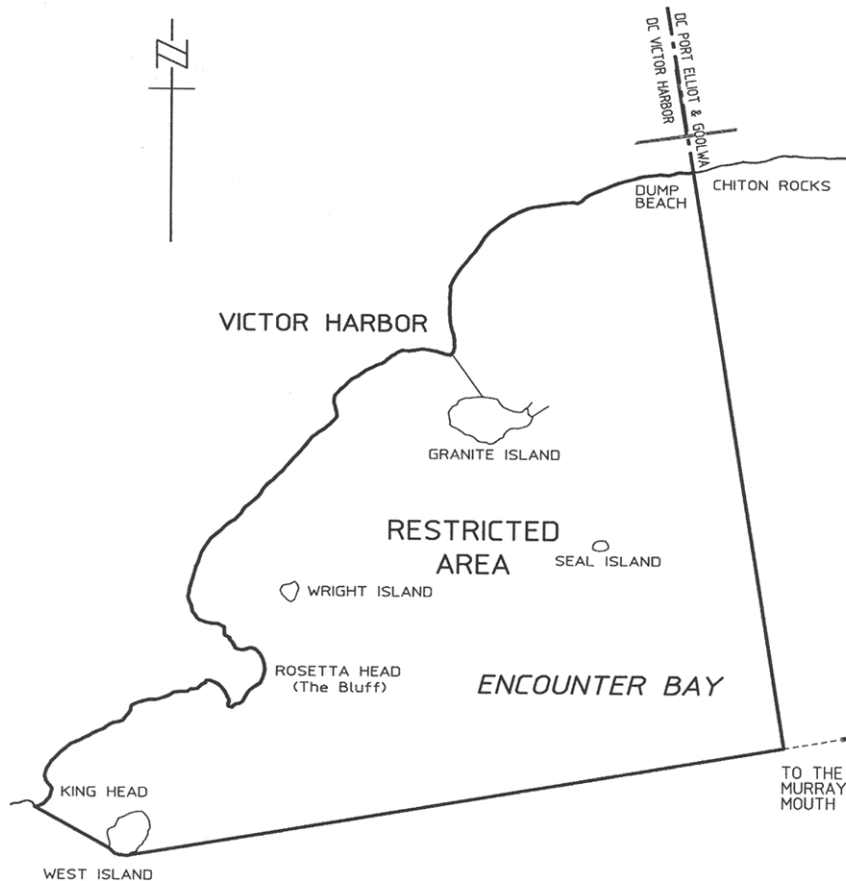 N
DC PORT ELLIOT & GOOLWA
DC VICTOR HARBOR
DUMP
BEACH
CHITON ROCKS
VICTOR HARBOR
GRANITE ISLAND
RESTRICTED
AREA
SEAL ISLAND
WRIGHT ISLAND
ROSETTA HEAD
(The Bluff)
ENCOUNTER BAY
KING HEAD
TO THE
MURRAY
MOUTH
WEST ISLAND